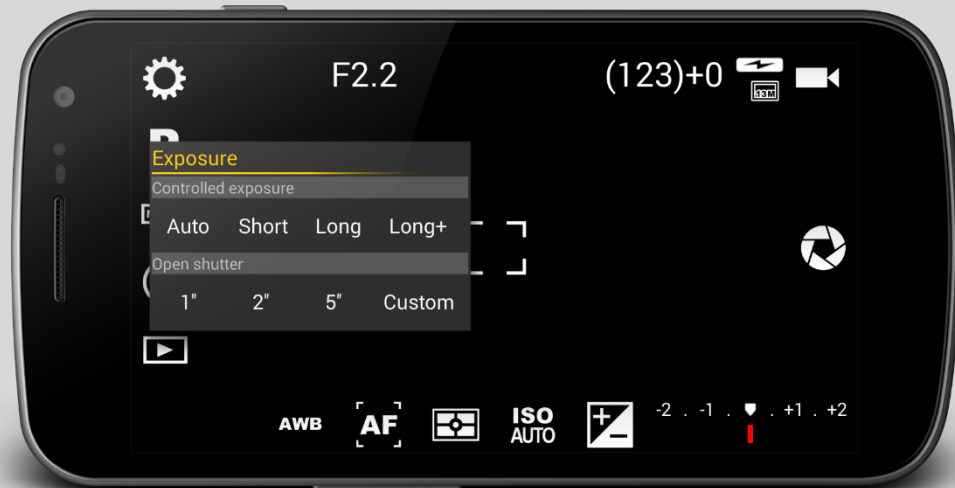 F2.2 (123)+0
13M
Exposure
Controlled exposure
Auto Short Long Long+
Open shutter
1" 2" 5" Custom
AWB AF ISO AUTO +- -2 . -1 . . +1 . +2